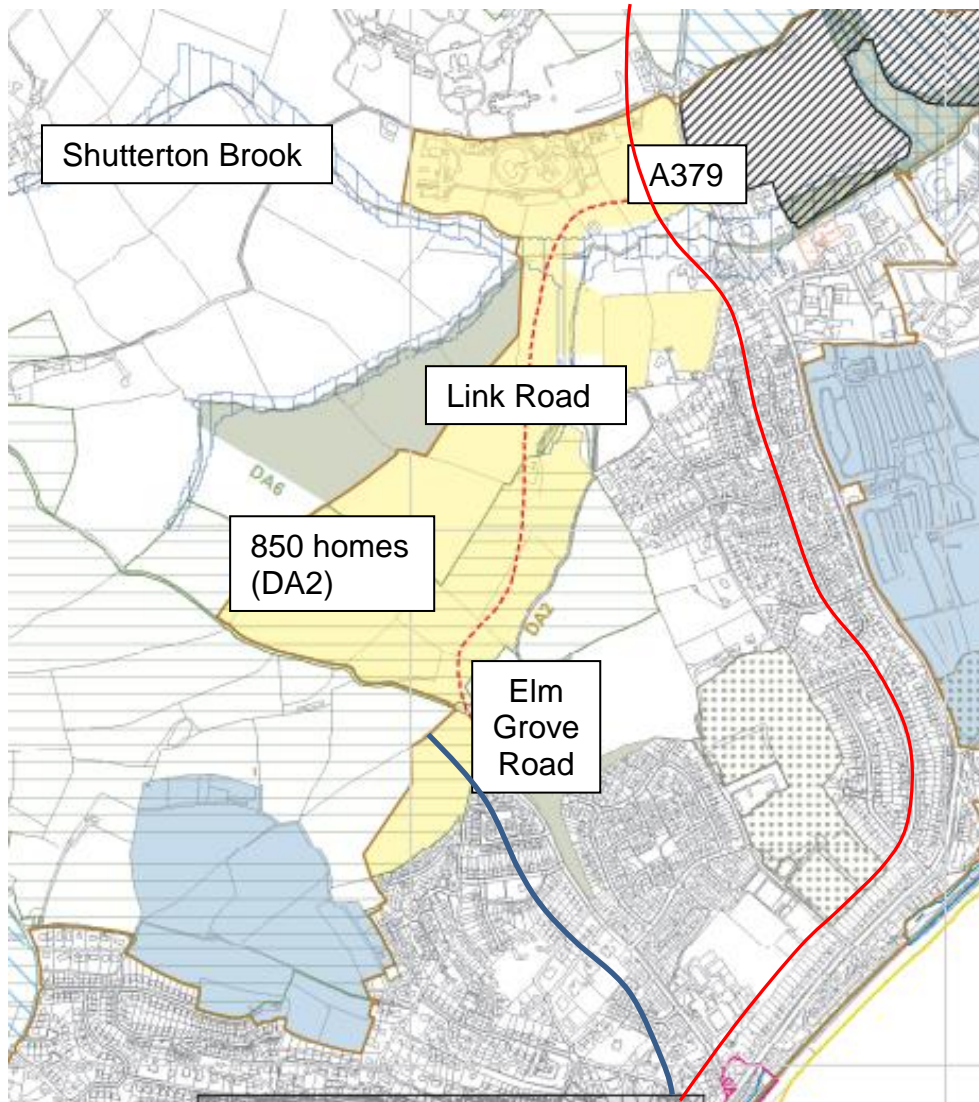 Shutterton Brook
A379
Link Road
DA6
850 homes
(DA2)
DA2
Elm
Grove
Road